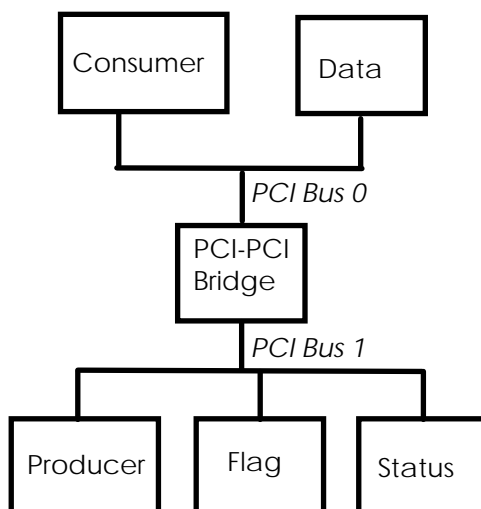 Consumer
Data
PCI Bus 0
PCI-PCI
Bridge
PCI Bus 1
Producer
Flag
Status